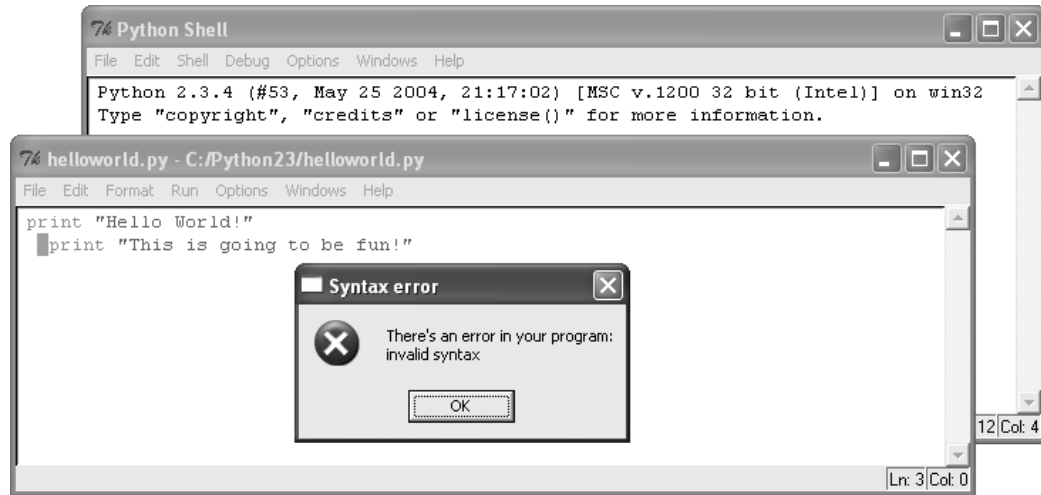 Python Shell
File Edit Shell Debug Options Windows Help
Python 2.3.4 (#53, May 25 2004, 21:17:02) [MSC v.1200 32 bit (Intel)] on win32
Type "copyright", "credits" or "license()" for more information.
helloworld.py - C:/Python23/helloworld.py
File Edit Format Run Options Windows Help
print "Hello World!"
print "This is going to be fun!"
Syntax error
There's an error in your program:
invalid syntax
OK
12 Col: 4
Ln: 3 Col: 0